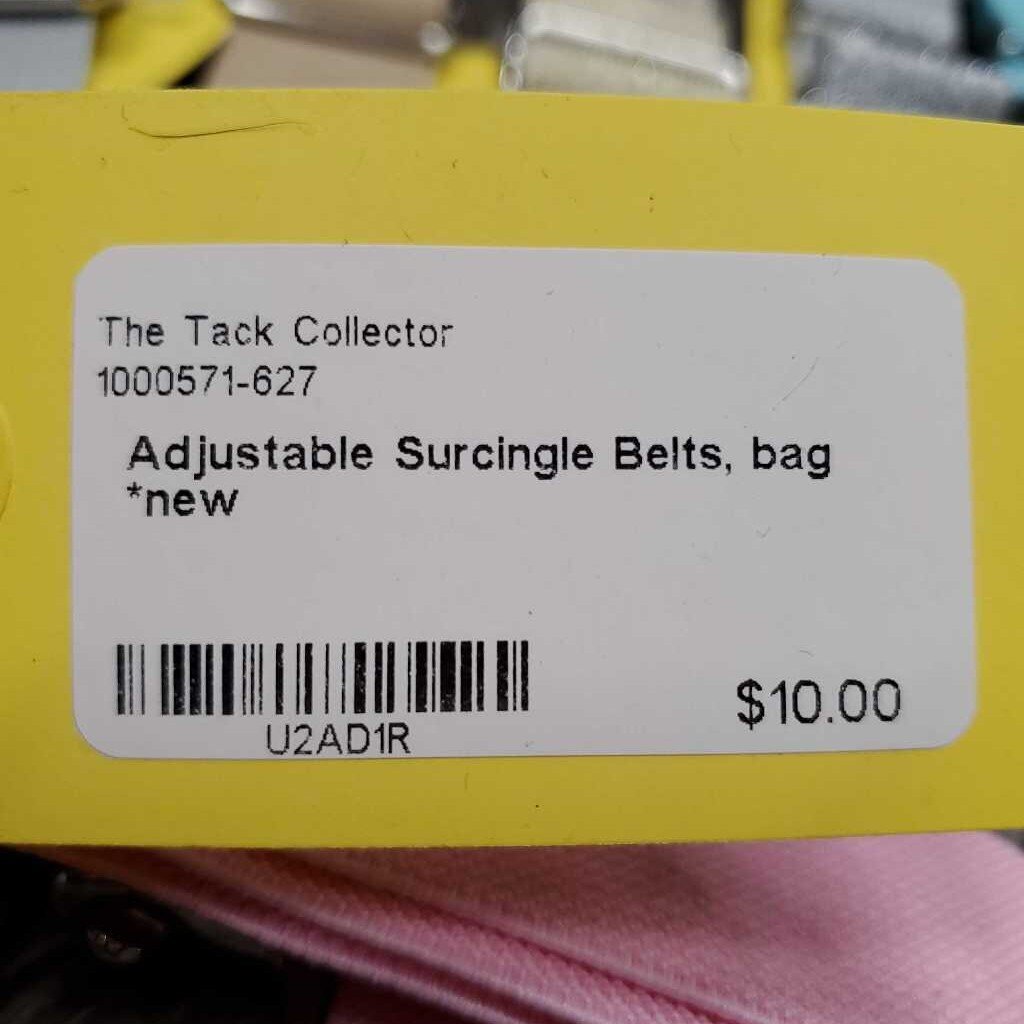 The Tack Collector
1000571-627
Adjustable Surcingle Belts, bag
*new
U2AD1R
$10.00